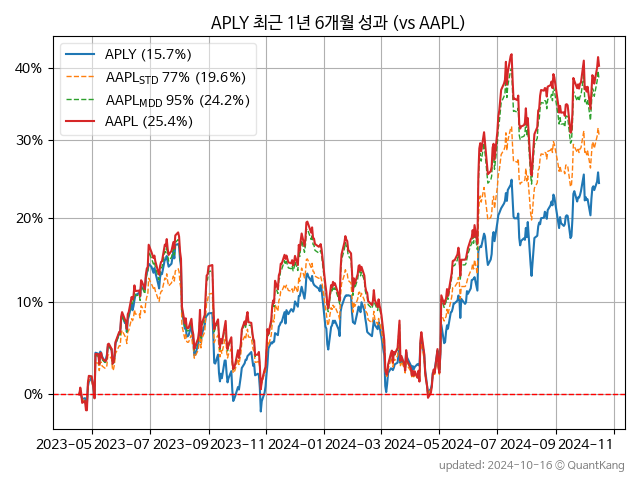 APLY 최근 1년 6개월 성과 (vs AAPL)
APLY (15.7%)
AAPL_STD 77% (19.6%)
AAPL_MDD 95% (24.2%)
AAPL (25.4%)
40%
30%
20%
10%
0%
2023-05 2023-07 2023-09 2023-11 2024-01 2024-03 2024-05 2024-07 2024-09 2024-11
updated: 2024-10-16 © QuantKang